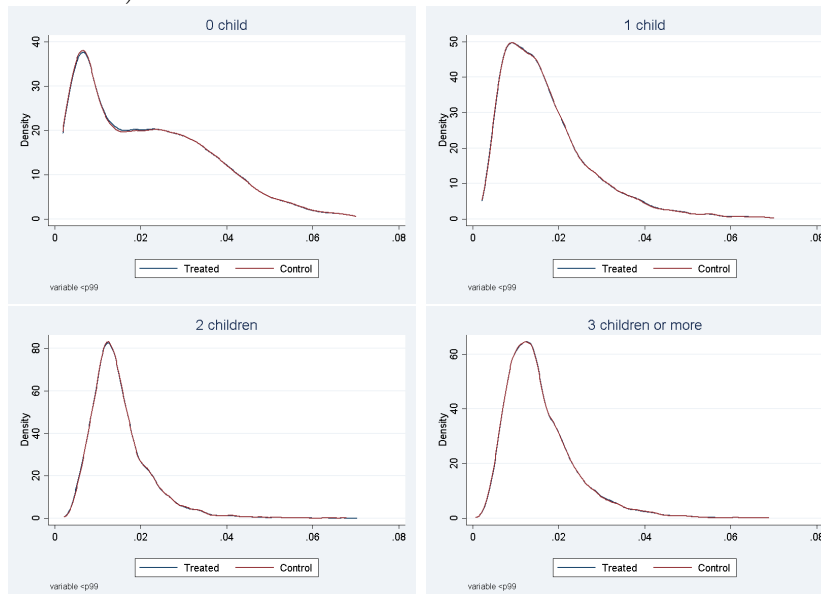 0 child
Density
40
30
20
10
0
0 .02 .04 .06 .08
Treated Control
variable <p99
1 child
Density
50
40
30
20
10
0
0 .02 .04 .06 .08
Treated Control
variable <p99
2 children
Density
80
60
40
20
0
0 .02 .04 .06 .08
Treated Control
variable <p99
3 children or more
Density
60
40
20
0
0 .02 .04 .06 .08
Treated Control
variable <p99